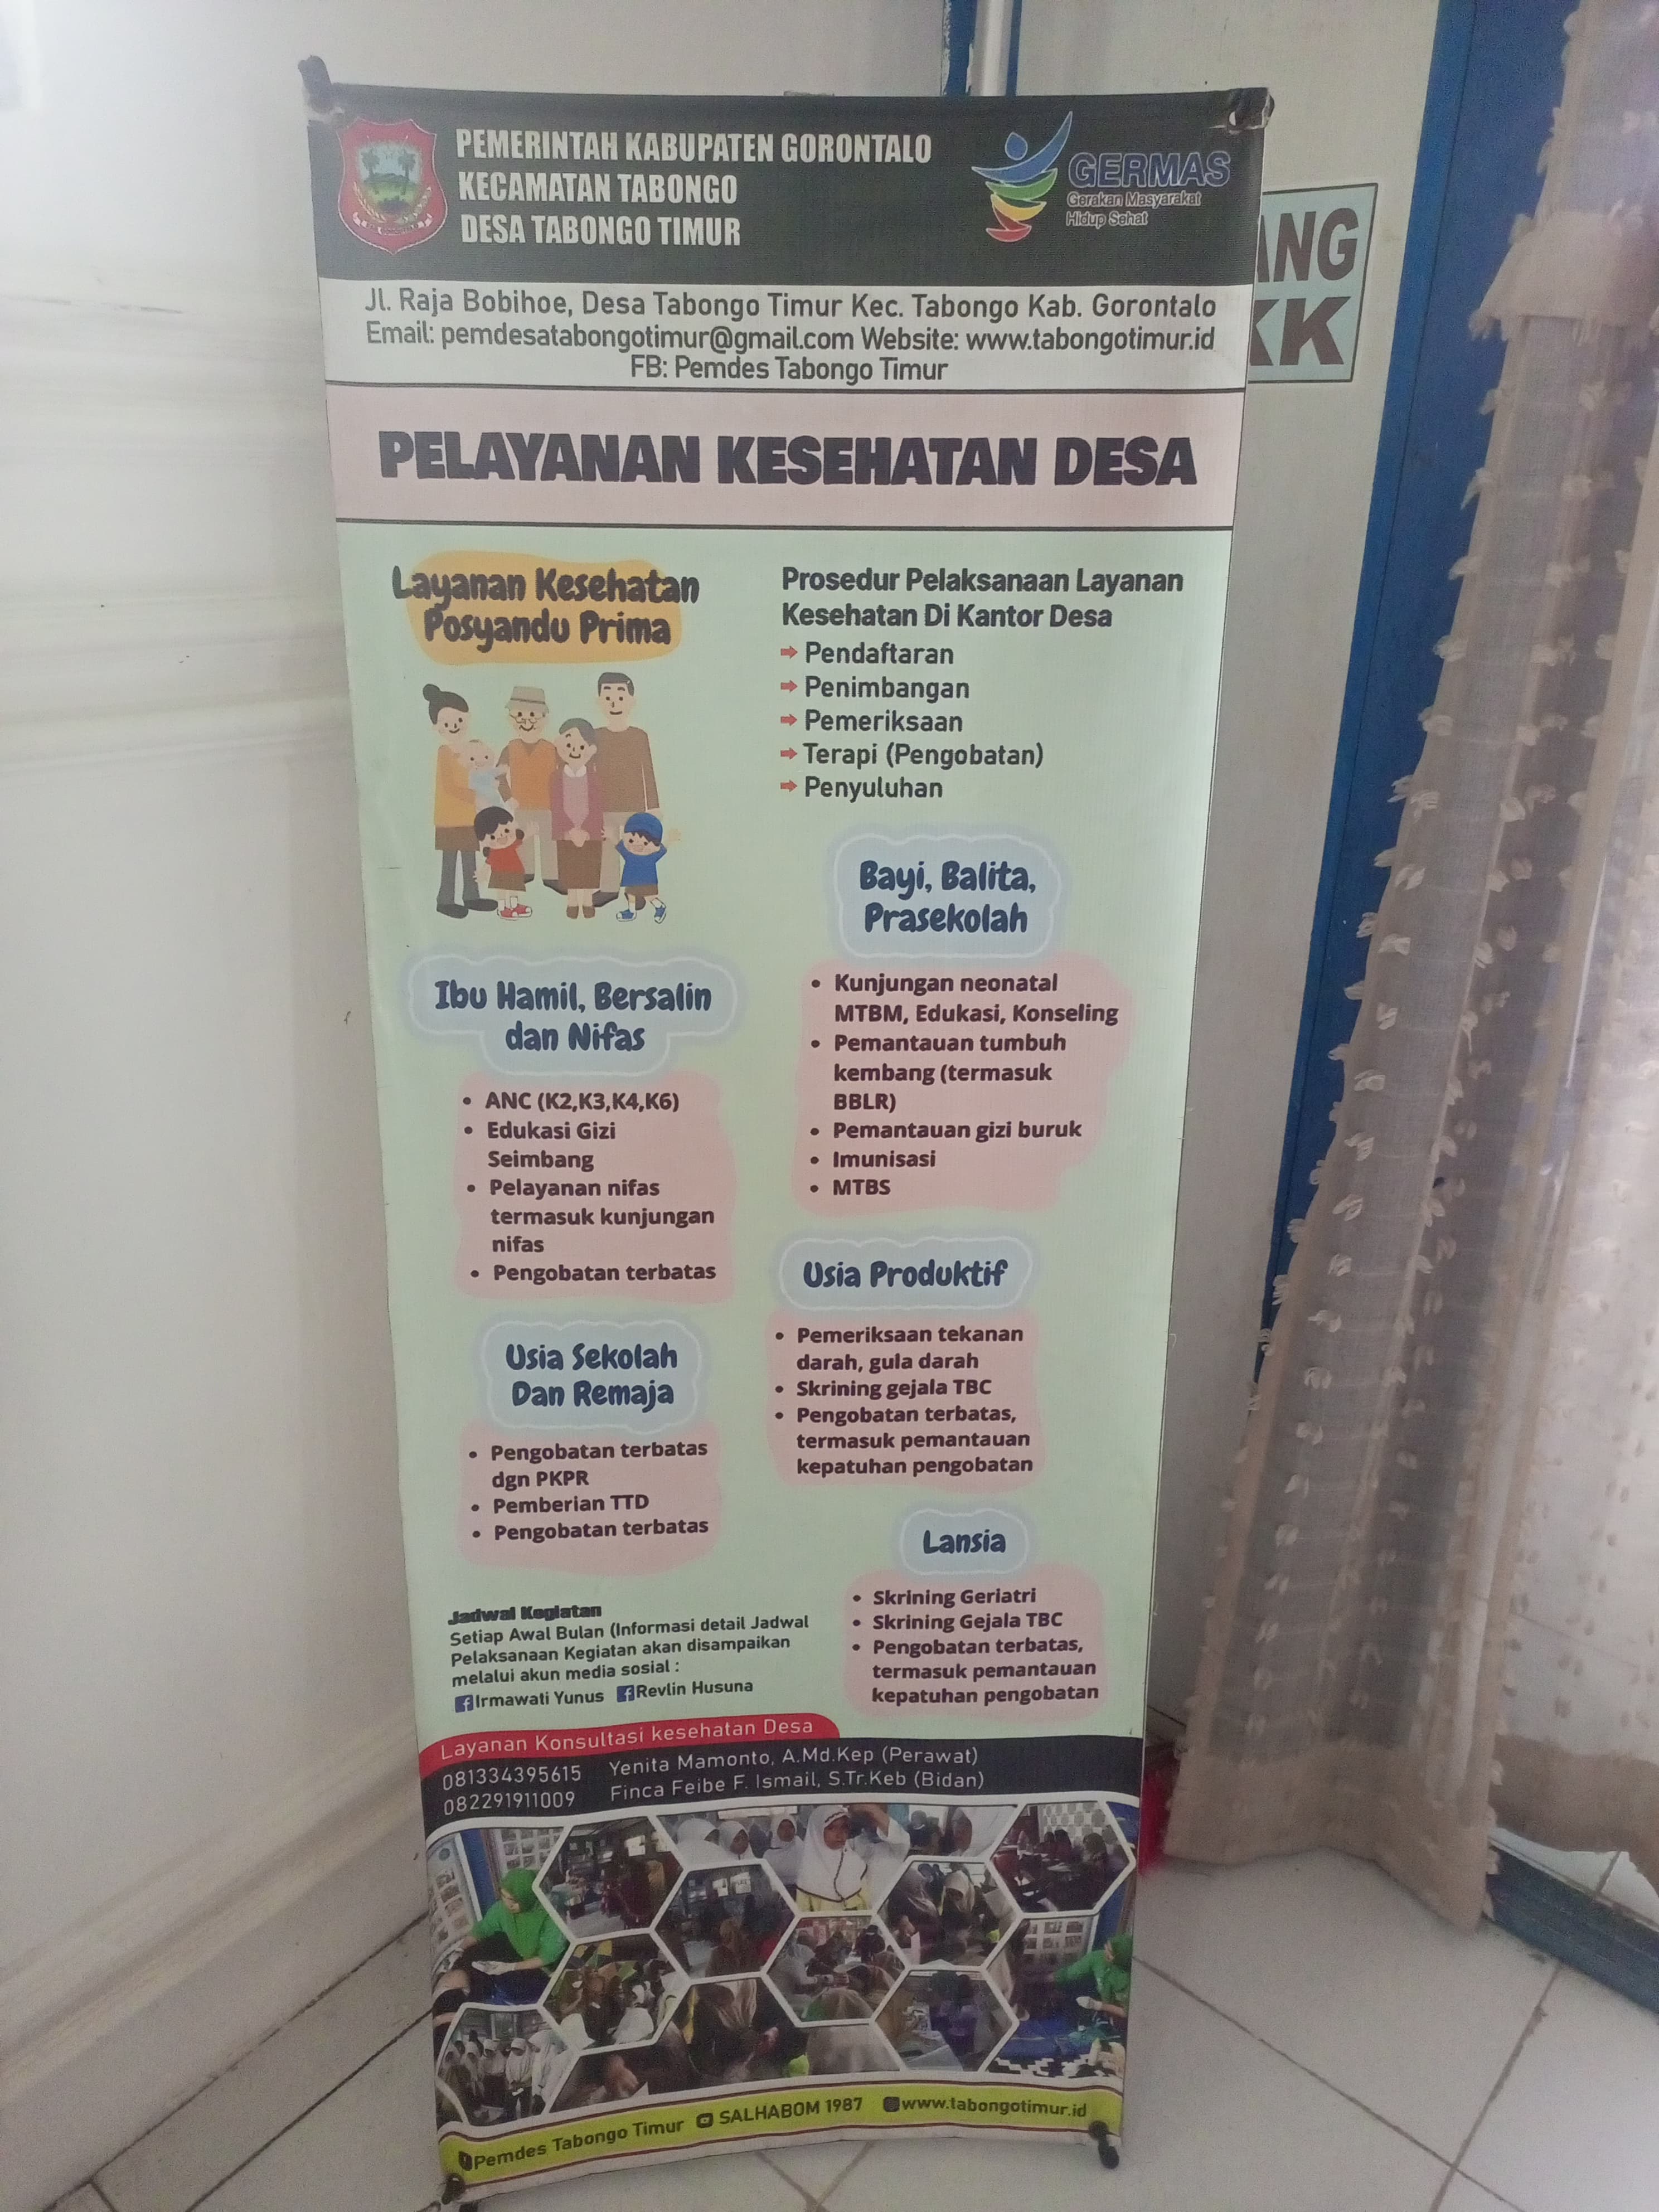 PEMERINTAH KABUPATEN GORONTALO
KECAMATAN TABONGO
DESA TABONGO TIMUR
GERMAS
Gerakan Masyarakat
Hidup Sehat
Jl. Raja Bobihoe, Desa Tabongo Timur Kec. Tabongo Kab. Gorontalo
Email: pemdesatabongotimur@gmail.com Website: www.tabongotimur.id
FB: Pemdes Tabongo Timur
ANG
KK
PELAYANAN KESEHATAN DESA
Layanan Kesehatan
Posyandu Prima
Prosedur Pelaksanaan Layanan
Kesehatan Di Kantor Desa
Pendaftaran
Penimbangan
Pemeriksaan
Terapi (Pengobatan)
Penyuluhan
Ibu Hamil, Bersalin
dan Nifas
• ANC (K2,K3,K4,K6)
• Edukasi Gizi
Seimbang
• Pelayanan nifas
termasuk kunjungan
nifas
• Pengobatan terbatas
Usia Sekolah
Dan Remaja
• Pengobatan terbatas
dgn PKPR
• Pemberian TTD
• Pengobatan terbatas
Bayi, Balita,
Prasekolah
• Kunjungan neonatal
MTBM, Edukasi, Konseling
• Pemantauan tumbuh
kembang (termasuk
BBLR)
• Pemantauan gizi buruk
• Imunisasi
• MTBS
Usia Produktif
• Pemeriksaan tekanan
darah, gula darah
• Skrining gejala TBC
• Pengobatan terbatas,
termasuk pemantauan
kepatuhan pengobatan
Lansia
• Skrining Geriatri
• Skrining Gejala TBC
• Pengobatan terbatas,
termasuk pemantauan
kepatuhan pengobatan
Jadwal Kegiatan
Setiap Awal Bulan (Informasi detail Jadwal
Pelaksanaan Kegiatan akan disampaikan
melalui akun media sosial :
Irmawati Yunus Revlin Husuna
Layanan Konsultasi kesehatan Desa
081334395615 Yenita Mamonto, A.Md.Kep (Perawat)
082291911009 Finca Feibe F. Ismail, S.Tr.Keb (Bidan)
Pemdes Tabongo Timur SALHABOM 1987 www.tabongotimur.id